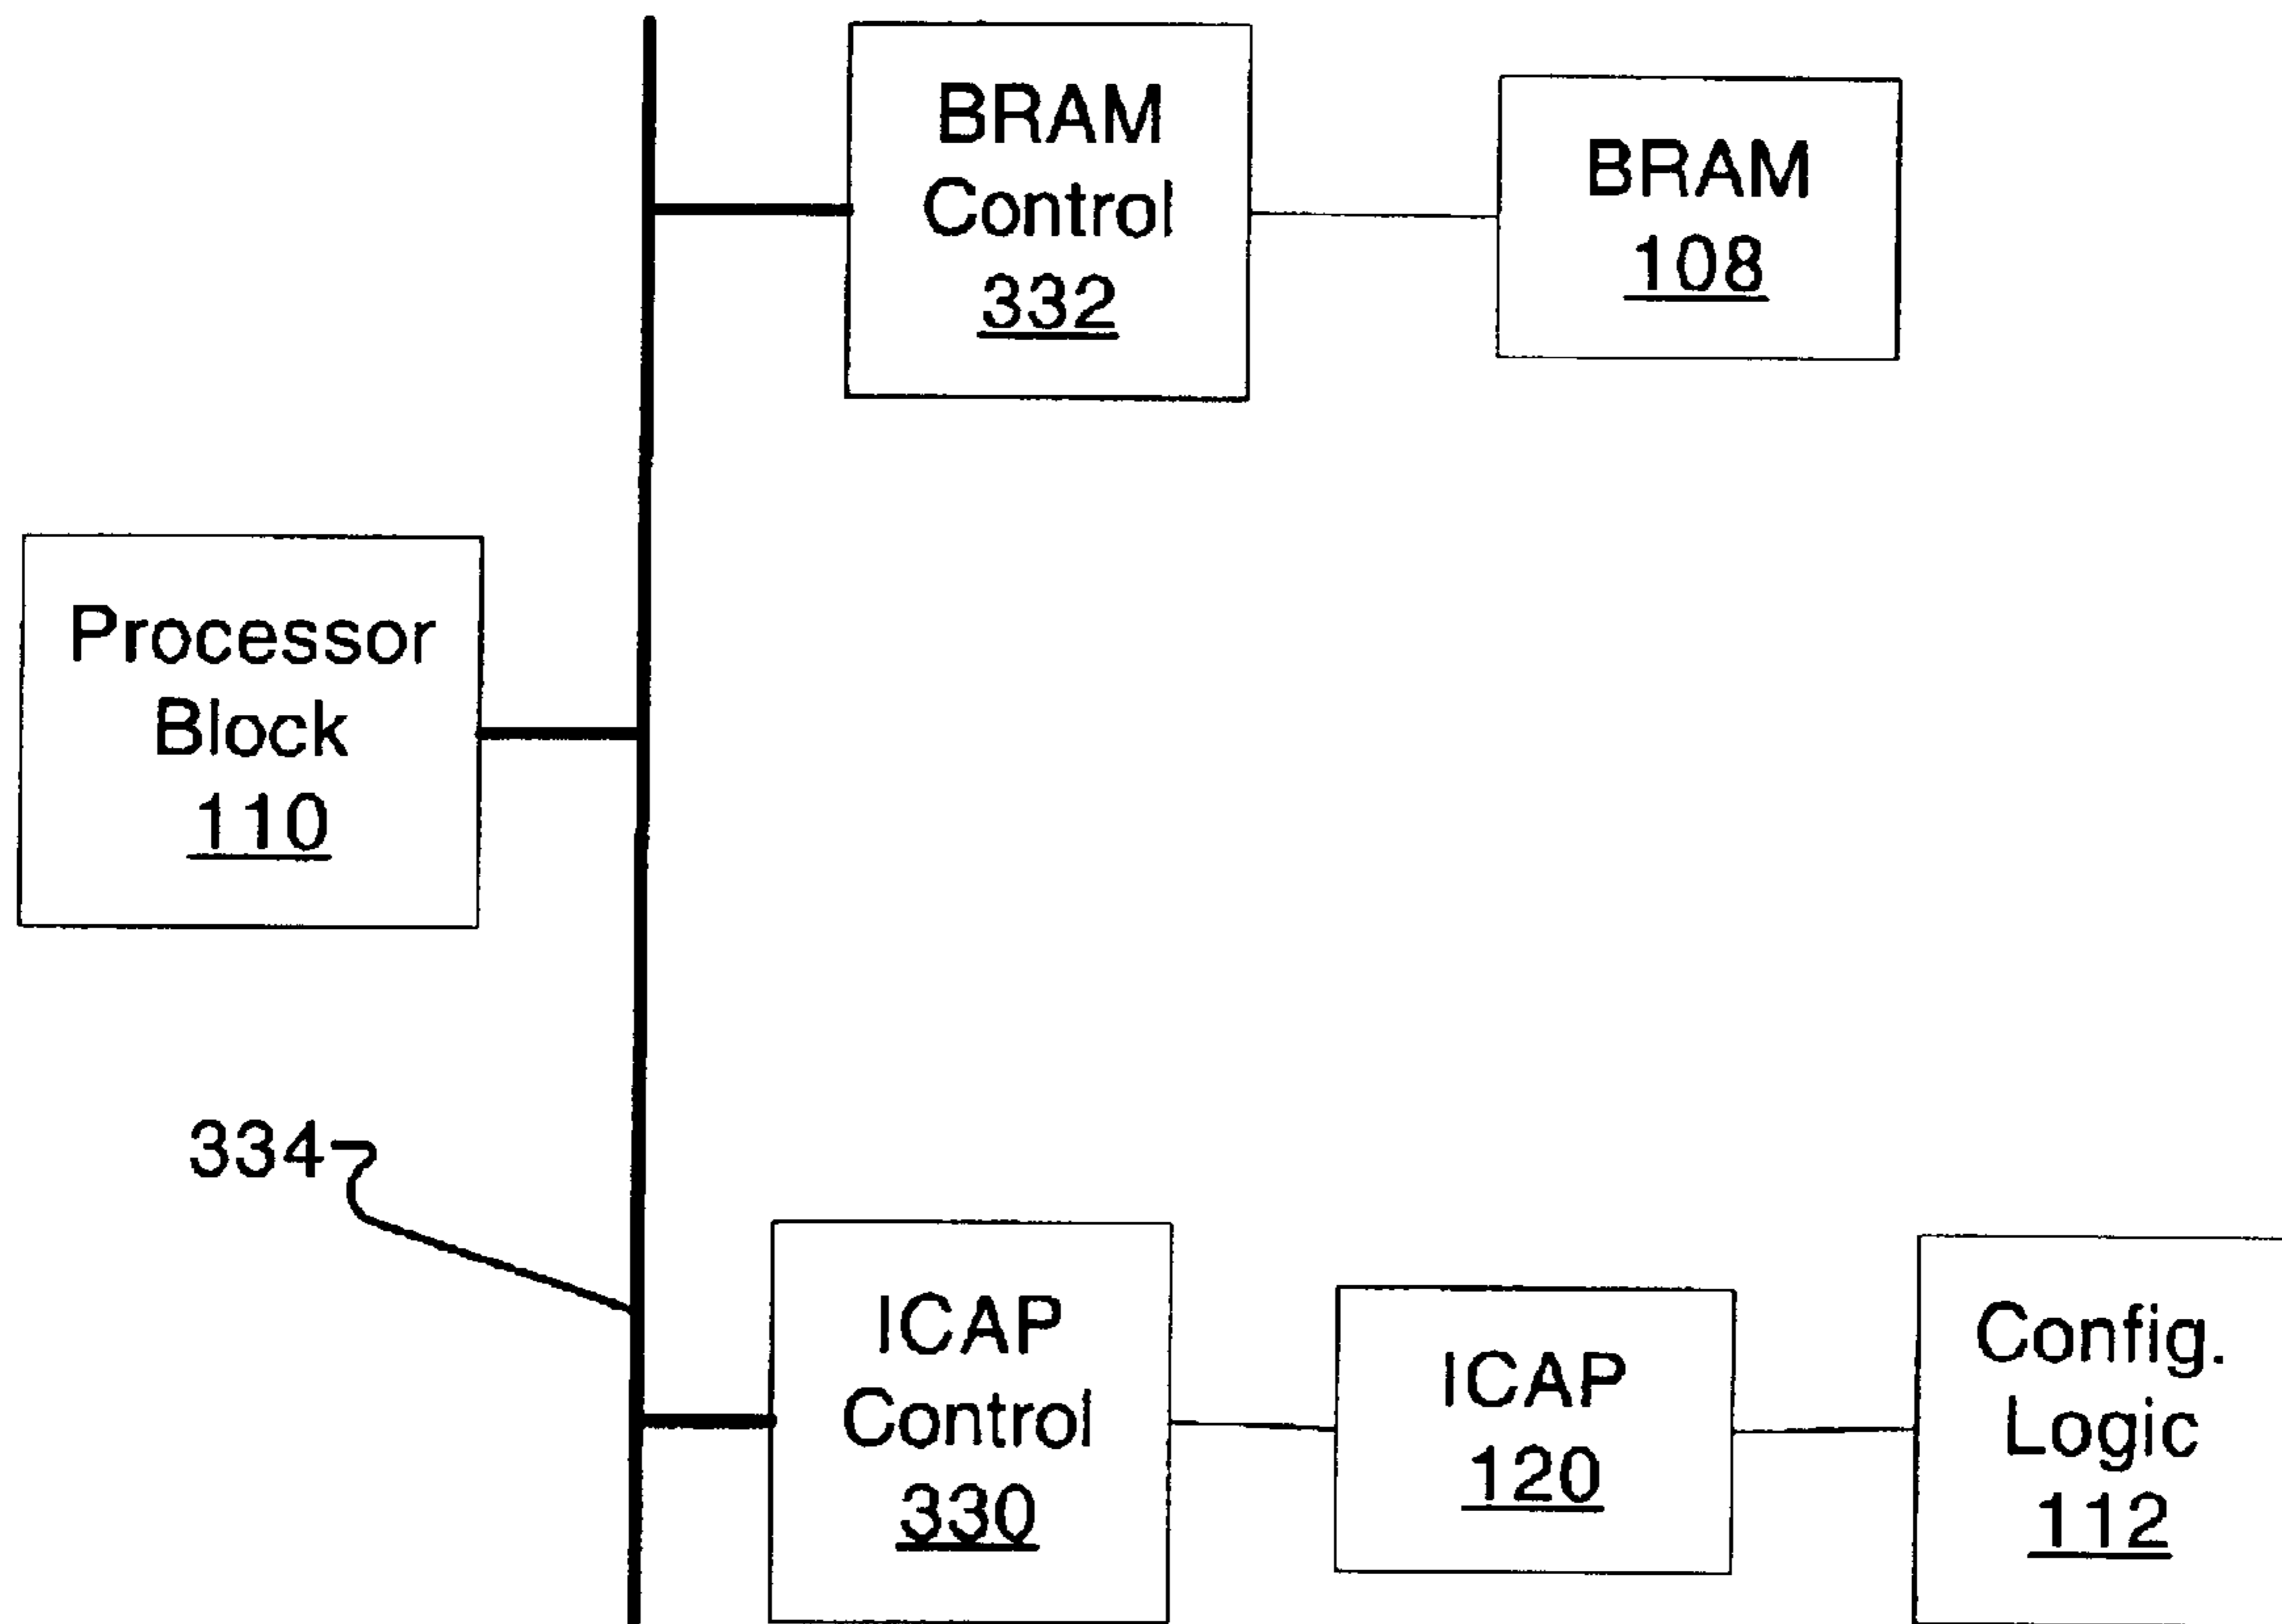 BRAM
Control
332
BRAM
108
Processor
Block
110
334
ICAP
Control
330
ICAP
120
Config.
Logic
112